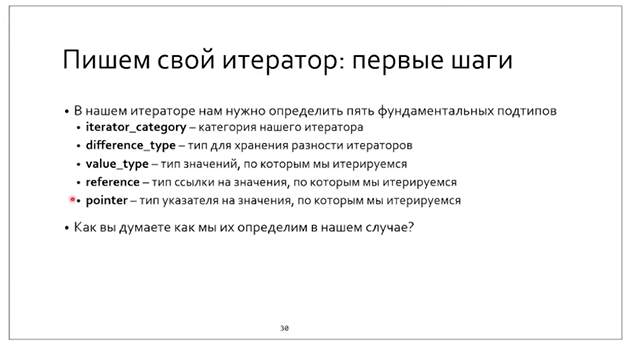 Пишем свой итератор: первые шаги
• В нашем итераторе нам нужно определить пять фундаментальных подтипов
• iterator_category – категория нашего итератора
• difference_type – тип для хранения разности итераторов
• value_type – тип значений, по которым мы итерируемся
• reference – тип ссылки на значения, по которым мы итерируемся
• pointer – тип указателя на значения, по которым мы итерируемся
• Как вы думаете как мы их определим в нашем случае?
30